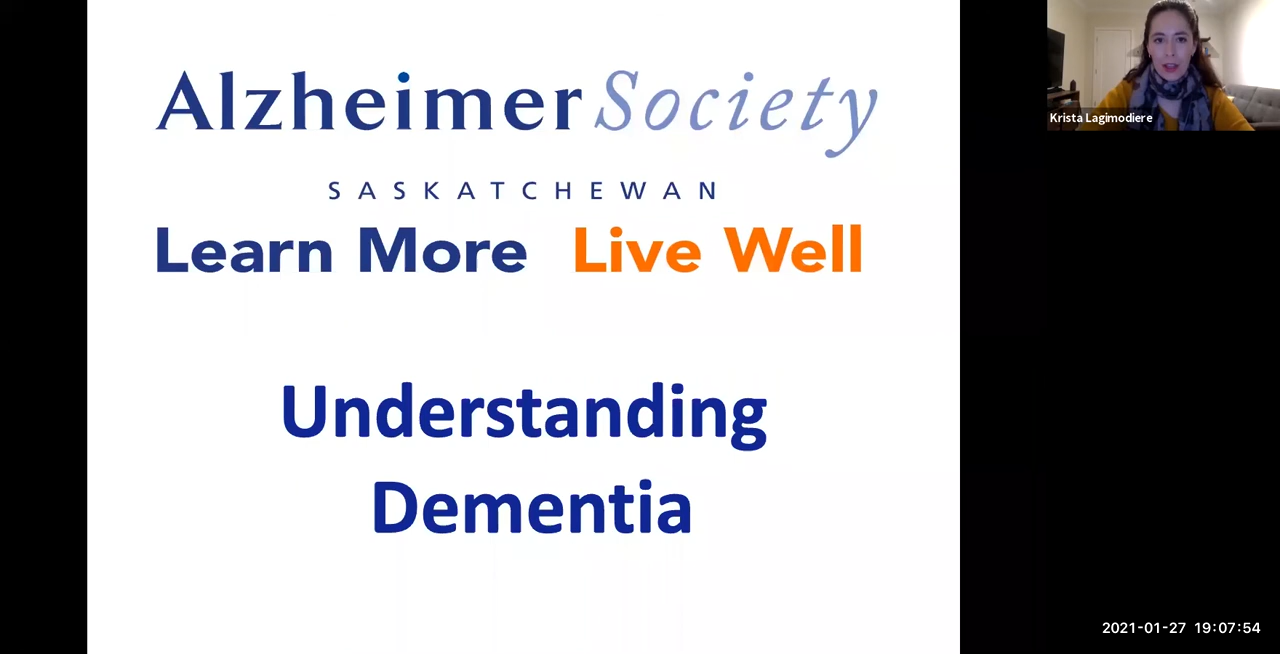 Alzheimer Society
SASKATCHEWAN
Learn More Live Well
Understanding
Dementia
Krista Lagimodiere
2021-01-27 19:07:54